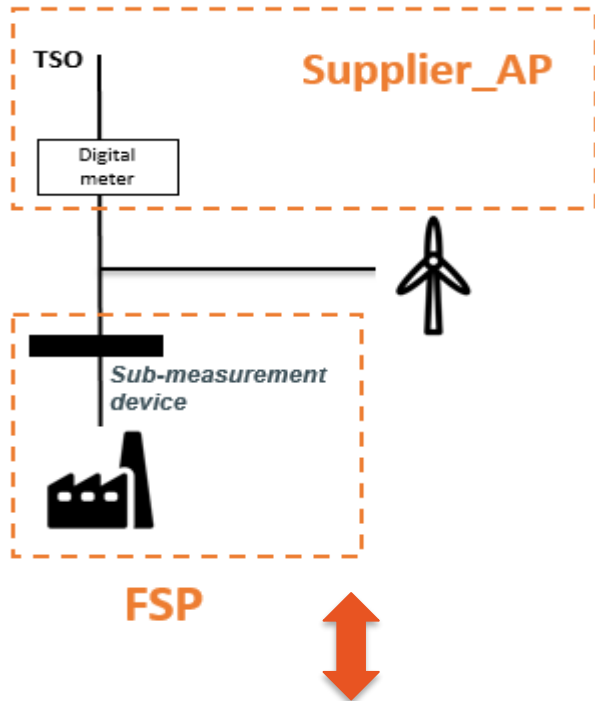 TSO
Supplier_AP
Digital
meter
Sub-measurement
device
FSP